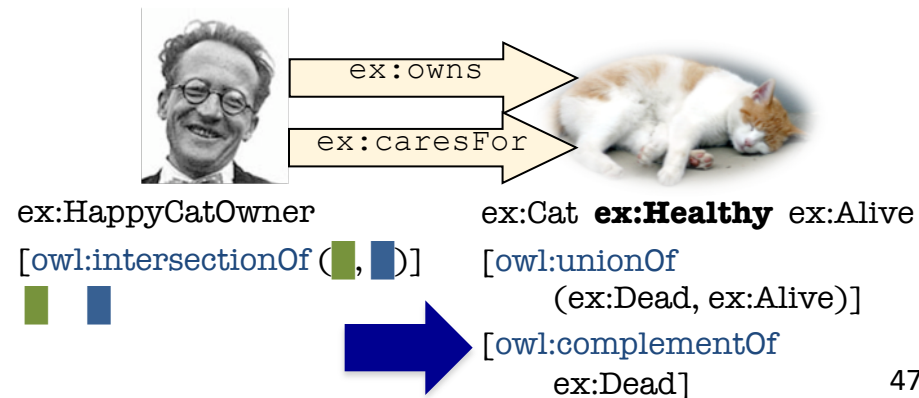 ex:owns
ex:caresFor
ex:HappyCatOwner
[owl:intersectionOf ( , )]
ex:Cat ex:Healthy ex:Alive
[owl:unionOf
(ex:Dead, ex:Alive)]
[owl:complementOf
ex:Dead]
47